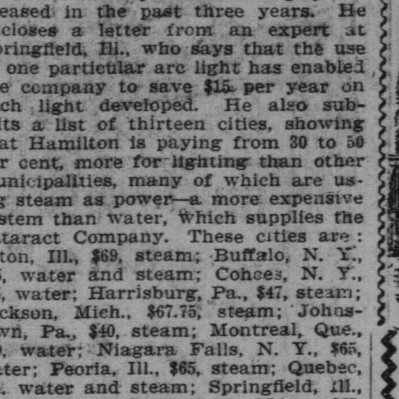 eased in the past three years. He
closes a letter from an expert at
pringfield, Ill., who says that the use
one particular arc light has enabled
e company to save $15 per year on
ch light developed. He also sub-
its a list of thirteen cities, showing
at Hamilton is paying from 30 to 50
r cent, more for lighting than other
unicipalities, many of which are us-
g steam as power—a more expensive
stem than water, which supplies the
taract Company. These cities are:
ton, Ill., $69, steam; Buffalo, N. Y.,
, water and steam; Cohoes, N. Y.,
, water; Harrisburg, Pa., $47, steam;
ckson, Mich., $67.75, steam; Johns-
wn, Pa., $40, steam; Montreal, Que.,
, water; Niagara Falls, N. Y., $65,
ter; Peoria, Ill., $65, steam; Quebec,
, water and steam; Springfield, Ill.,